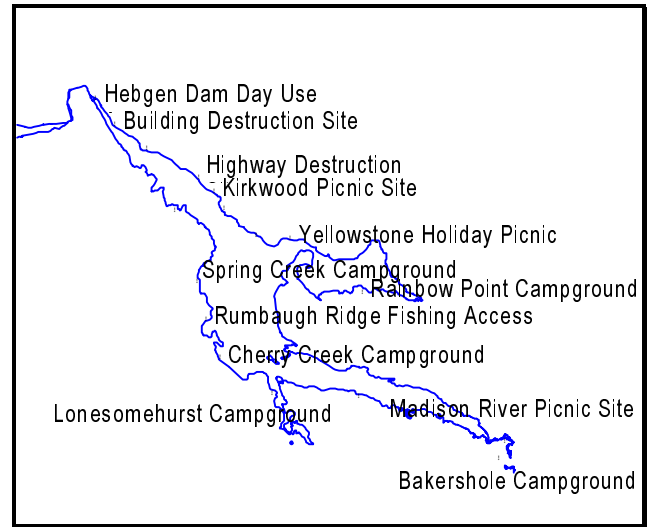 Hebgen Dam Day Use
Building Destruction Site
Highway Destruction
Kirkwood Picnic Site
Yellowstone Holiday Picnic
Spring Creek Campground
Rainbow Point Campground
Rumbaugh Ridge Fishing Access
Cherry Creek Campground
Madison River Picnic Site
Lonesomehurst Campground
Bakershole Campground